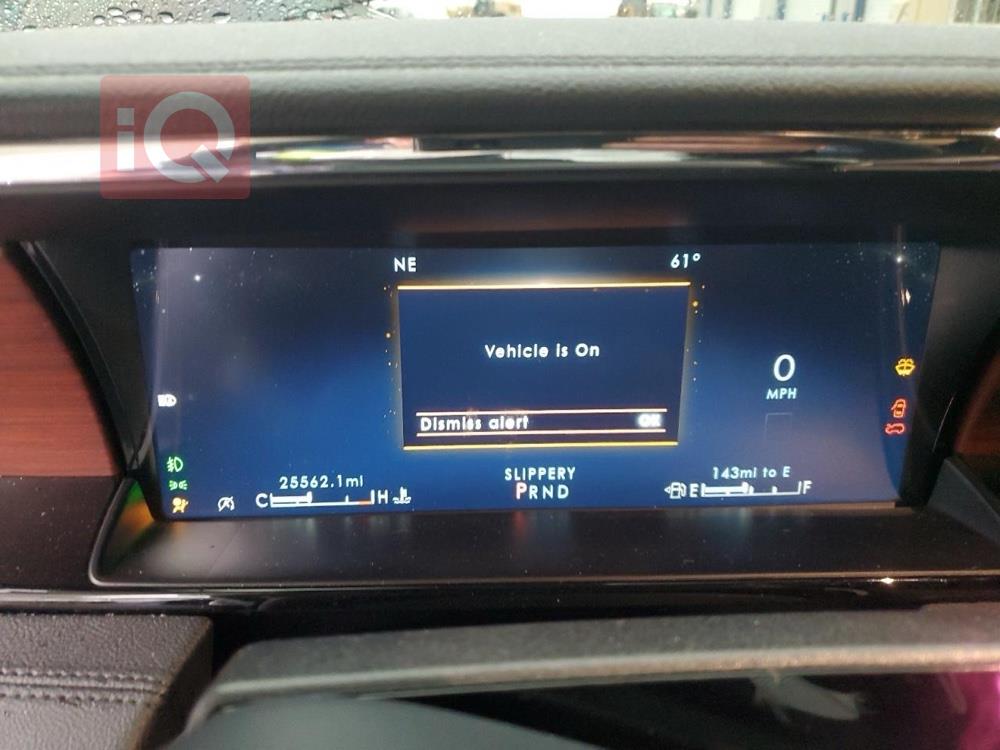 iQ
NE
61°
Vehicle is On
0
MPH
Dismiss alert OK
25562.1mi
C H
SLIPPERY
PRND
143mi to E
E F